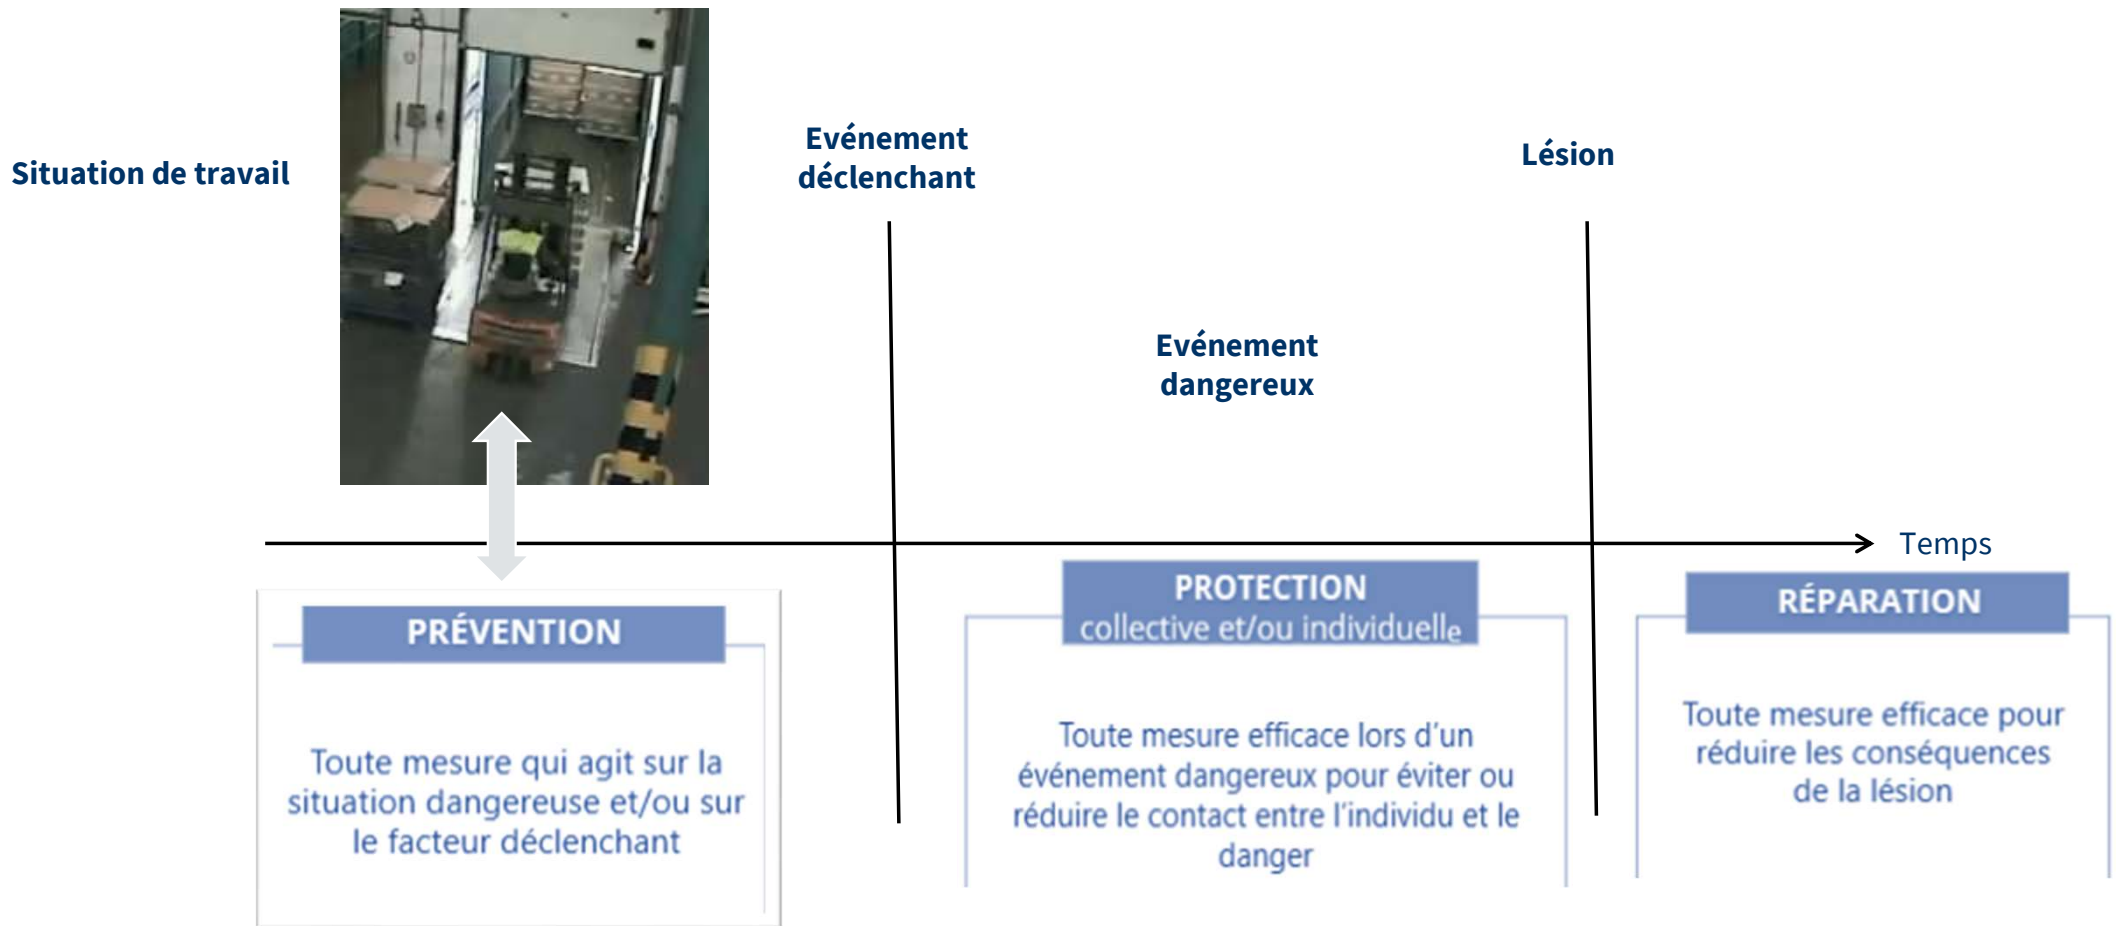 Situation de travail
Evénement
déclenchant
Lésion
Evénement
dangereux
Temps
PRÉVENTION
Toute mesure qui agit sur la
situation dangereuse et/ou sur
le facteur déclenchant
PROTECTION
collective et/ou individuelle
Toute mesure efficace lors d'un
événement dangereux pour éviter ou
réduire le contact entre l'individu et le
danger
RÉPARATION
Toute mesure efficace pour
réduire les conséquences
de la lésion